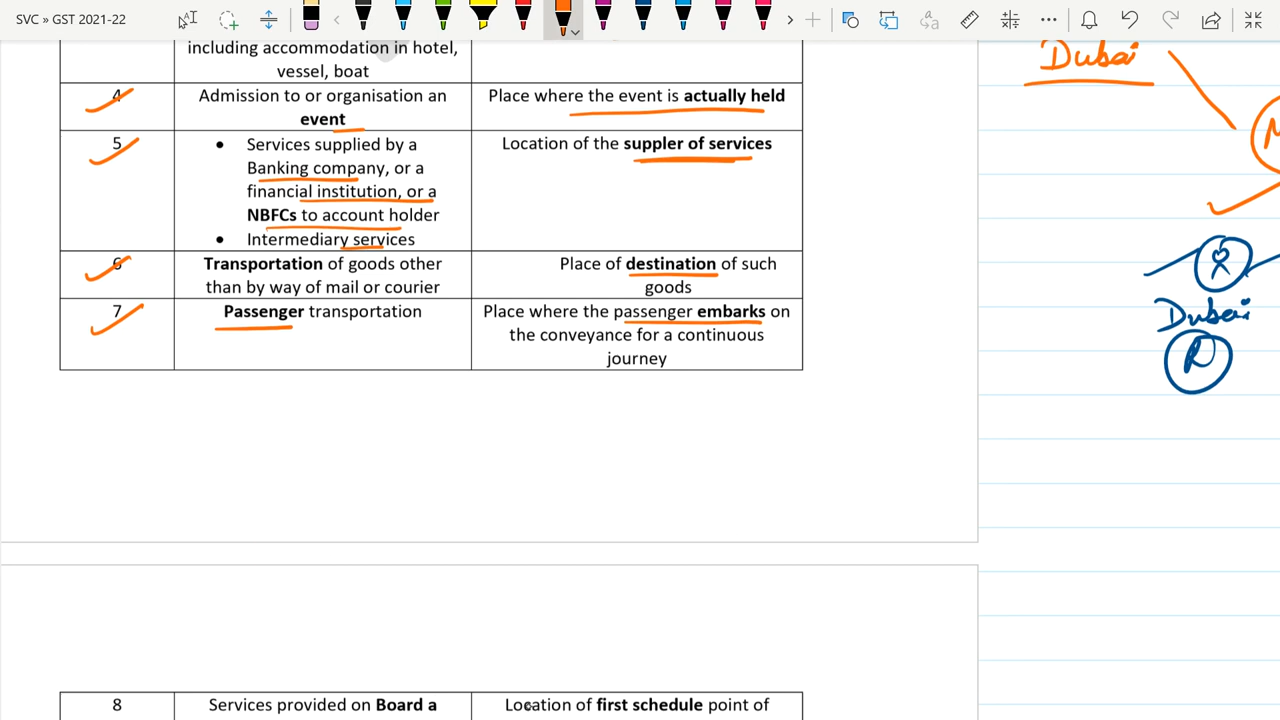 SVC » GST 2021-22
including accommodation in hotel,
vessel, boat
4
Admission to or organisation an
event
Place where the event is actually held
5
• Services supplied by a
Banking company, or a
financial institution, or a
NBFCs to account holder
• Intermediary services
Location of the suppler of services
6
Transportation of goods other
than by way of mail or courier
Place of destination of such
goods
7
Passenger transportation
Place where the passenger embarks on
the conveyance for a continuous
journey
8
Services provided on Board a
Location of first schedule point of
Dubai
Dubai
R